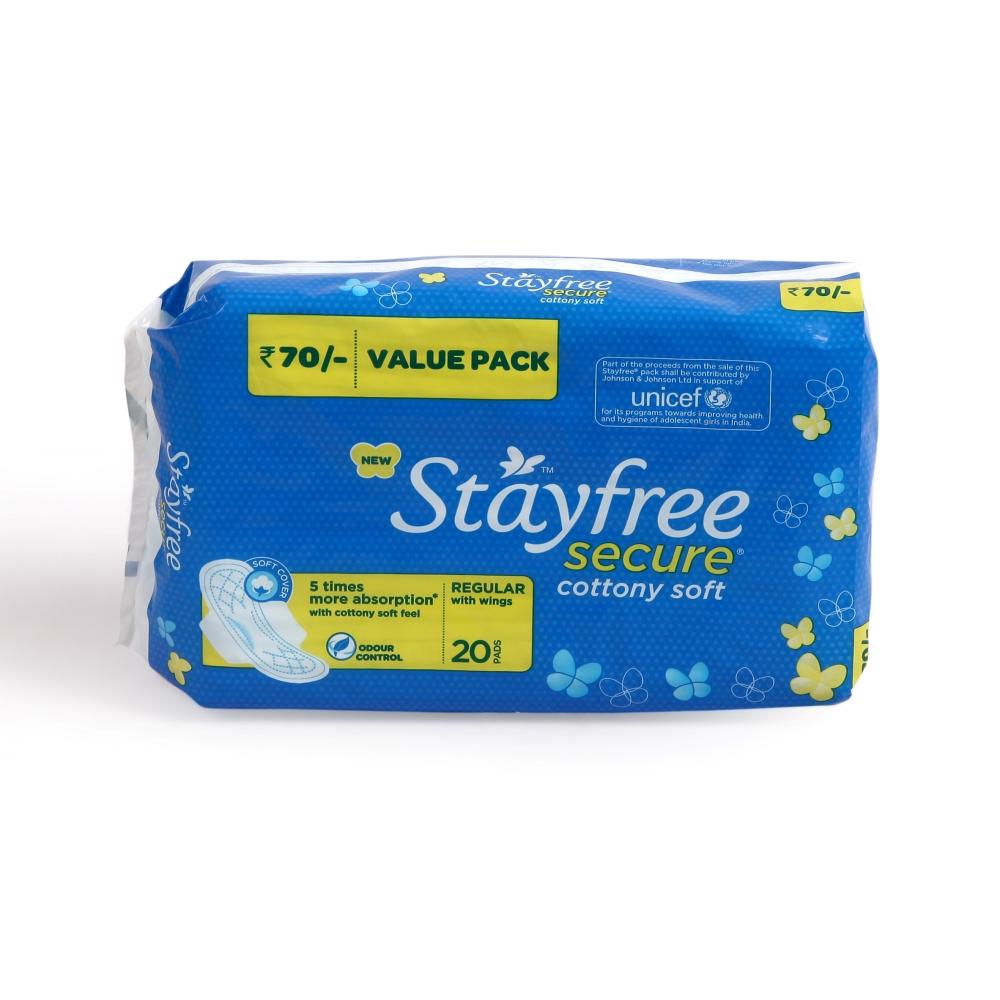 Stayfree™
secure®
cottony soft
₹70/-
₹70/- VALUE PACK
Part of the proceeds from the sale of this
Stayfree® pack shall be contributed by
Johnson & Johnson Ltd in support of
unicef
for its programs towards improving health
and hygiene of adolescent girls in India.
NEW
Stayfree™
secure®
cottony soft
Stayfree
secure
SOFT COVER
5 times
more absorption*
with cottony soft feel
ODOUR
CONTROL
REGULAR
with wings
20 PADS